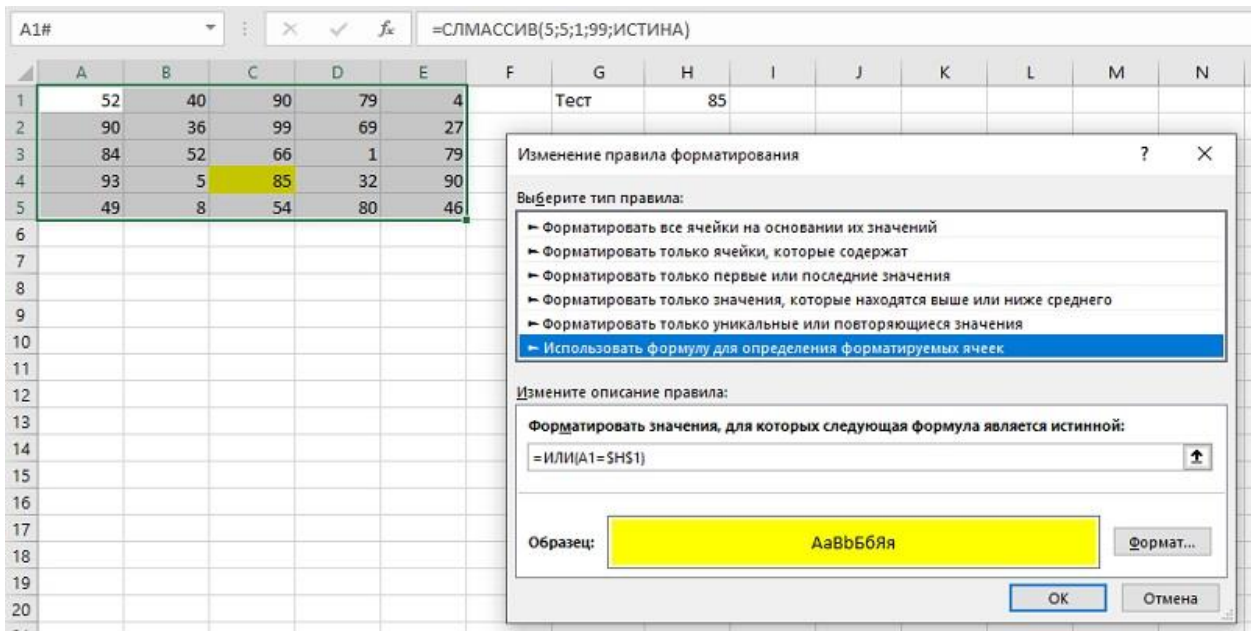 A1# fx =СЛМАССИВ(5;5;1;99;ИСТИНА)
A B C D E F G H I J K L M N
1 52 40 90 79 4 Тест 85
2 90 36 99 69 27
3 84 52 66 1 79
4 93 5 85 32 90
5 49 8 54 80 46
6
7
8
9
10
11
12
13
14
15
16
17
18
19
20
Изменение правила форматирования ? ×
Выберите тип правила:
► Форматировать все ячейки на основании их значений
► Форматировать только ячейки, которые содержат
► Форматировать только первые или последние значения
► Форматировать только значения, которые находятся выше или ниже среднего
► Форматировать только уникальные или повторяющиеся значения
► Использовать формулу для определения форматируемых ячеек
Измените описание правила:
Форматировать значения, для которых следующая формула является истинной:
=ИЛИ(A1=$H$1)
Образец: АаВbБбЯя Формат...
ОК Отмена